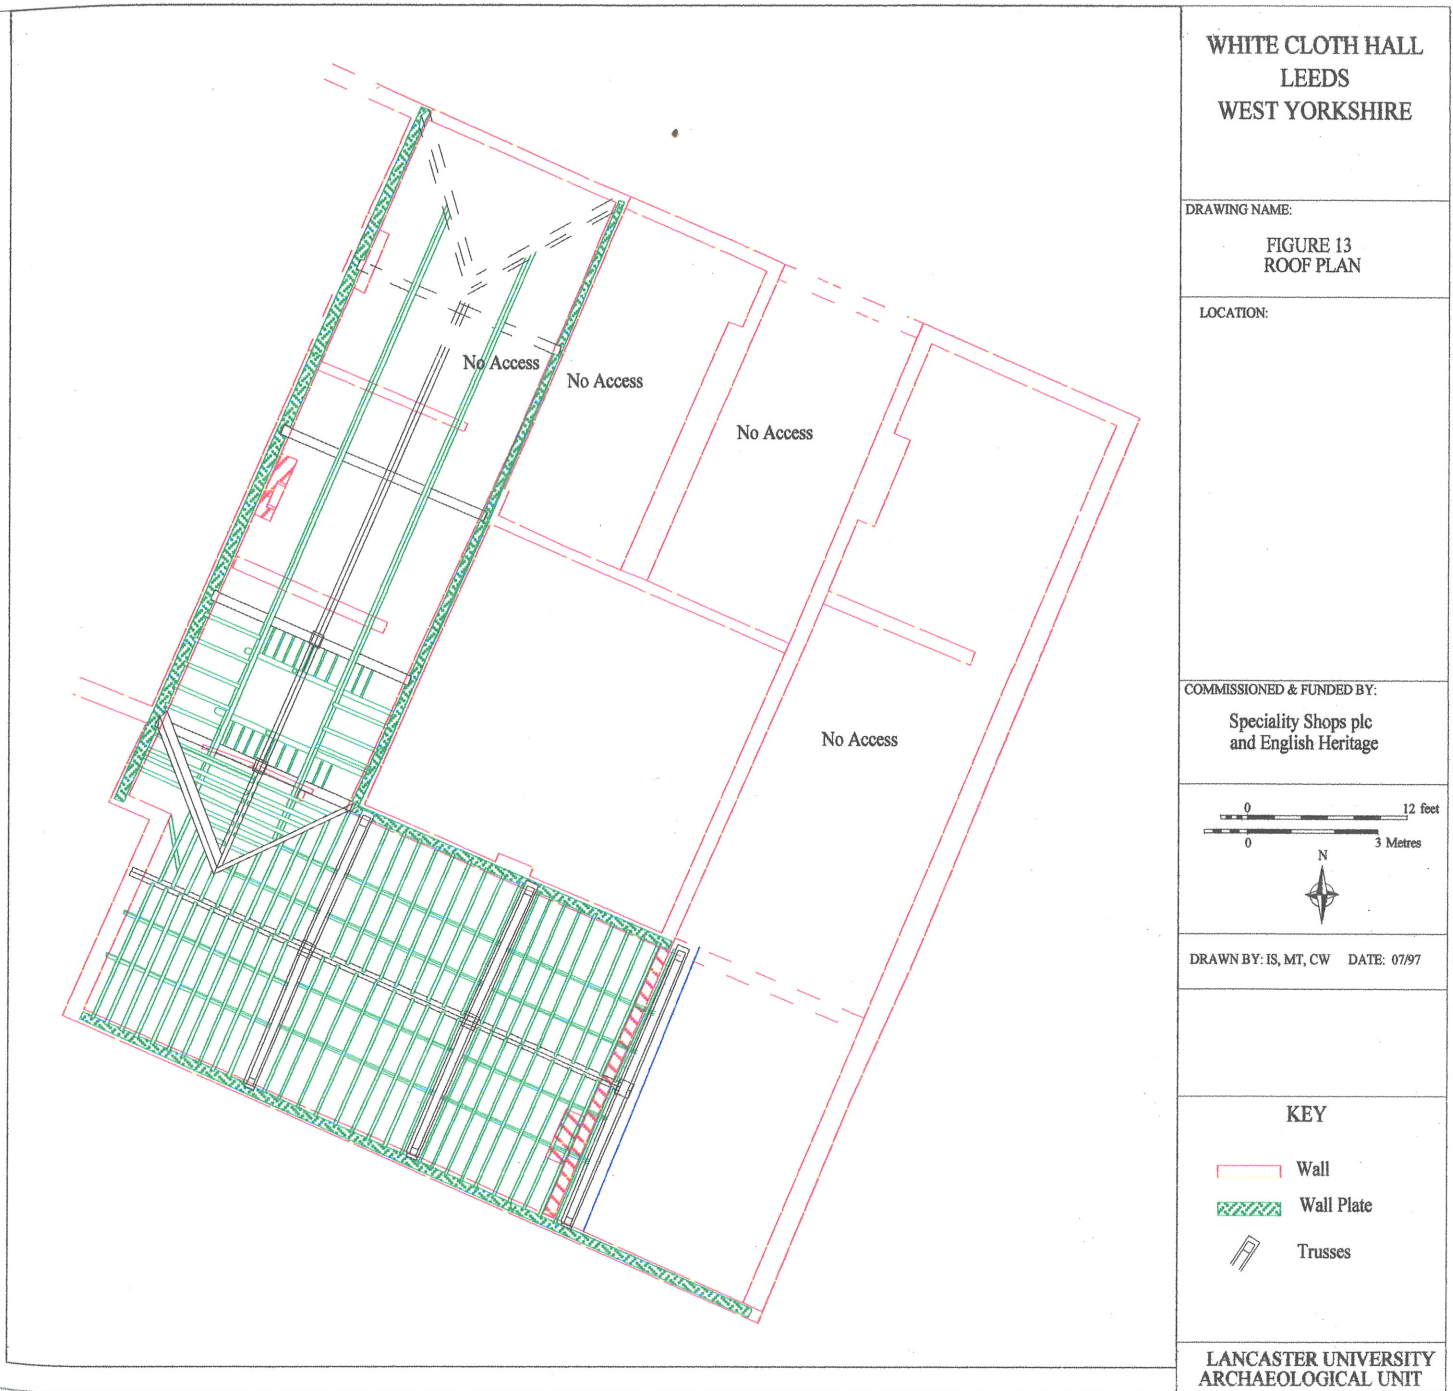 No Access
No Access
No Access
No Access
WHITE CLOTH HALL
LEEDS
WEST YORKSHIRE
DRAWING NAME:
FIGURE 13
ROOF PLAN
LOCATION:
COMMISSIONED & FUNDED BY:
Speciality Shops plc
and English Heritage
0 12 feet
0 3 Metres
N
DRAWN BY: IS, MT, CW DATE: 07/97
KEY
Wall
Wall Plate
Trusses
LANCASTER UNIVERSITY
ARCHAEOLOGICAL UNIT